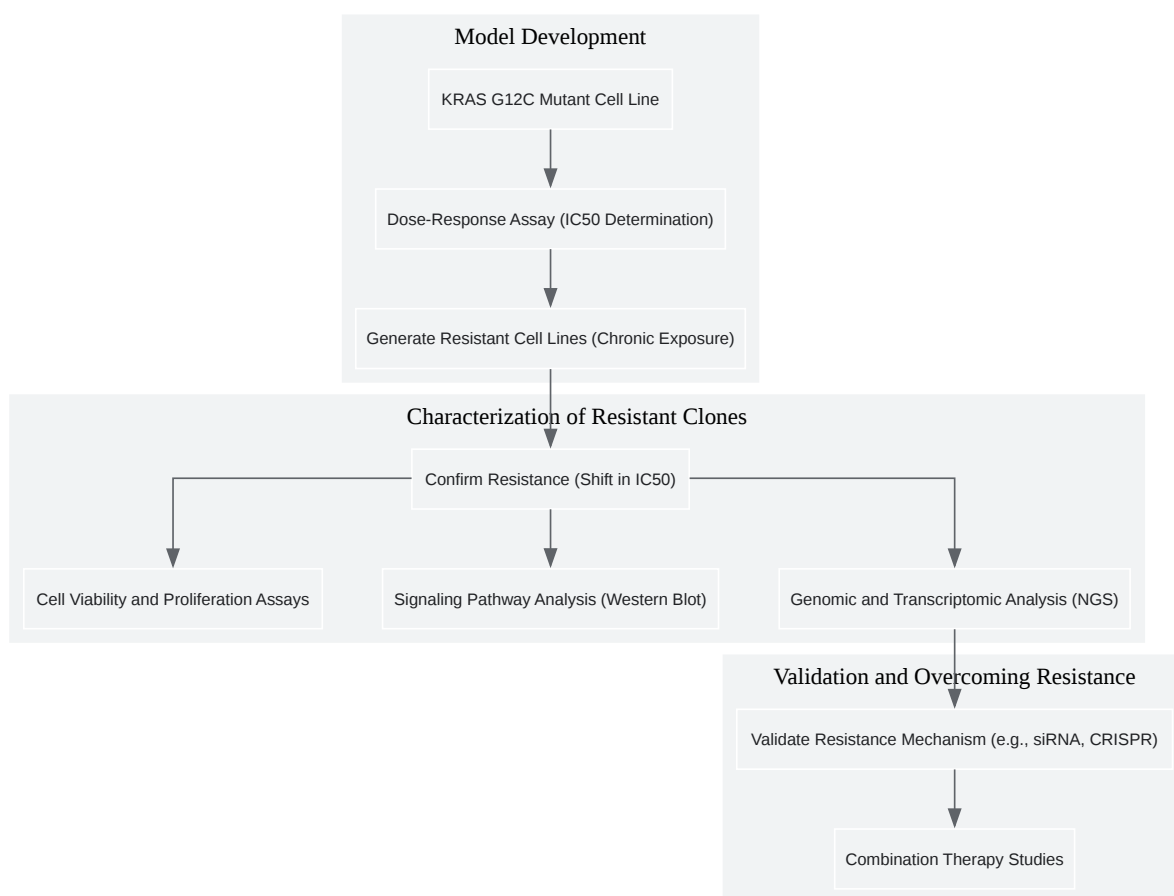 Model Development
KRAS G12C Mutant Cell Line
Dose-Response Assay (IC50 Determination)
Generate Resistant Cell Lines (Chronic Exposure)
Characterization of Resistant Clones
Confirm Resistance (Shift in IC50)
Cell Viability and Proliferation Assays
Signaling Pathway Analysis (Western Blot)
Genomic and Transcriptomic Analysis (NGS)
Validation and Overcoming Resistance
Validate Resistance Mechanism (e.g., siRNA, CRISPR)
Combination Therapy Studies